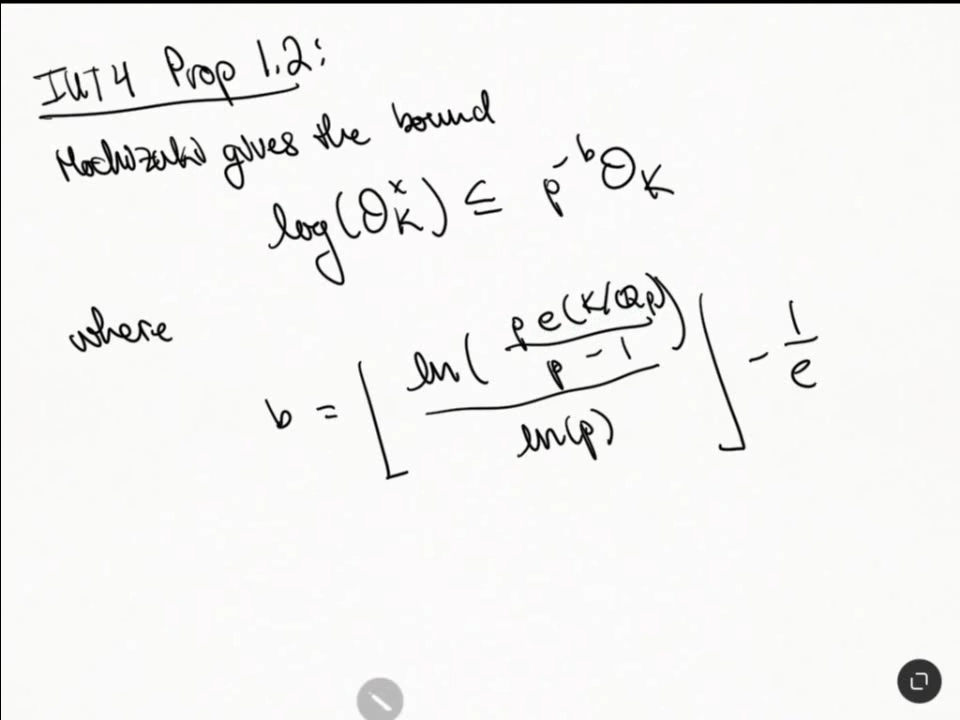 IUT4 Prop 1.2:
Mochizuki gives the bound
log(O_K^×) ⊆ p^{-b} O_K
where
b = ⌊ ln( p e(K/Q_p) / p - 1 ) / ln(p) ⌋ - 1/e